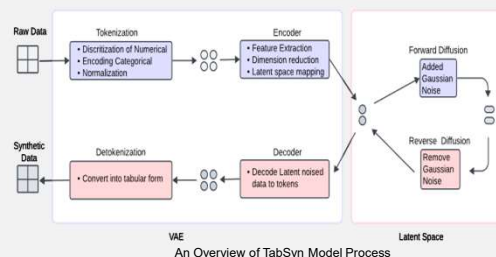 Raw Data
Tokenization
• Discritization of Numerical
• Encoding Categorical
• Normalization
Encoder
• Feature Extraction
• Dimension reduction
• Latent space mapping
Forward Diffusion
Added
Gaussian
Noise
Synthetic
Data
Detokenization
• Convert into tabular form
Decoder
• Decode Latent noised
data to tokens
Reverse Diffusion
Remove
Gaussian
Noise
VAE
Latent Space
An Overview of TabSyn Model Process